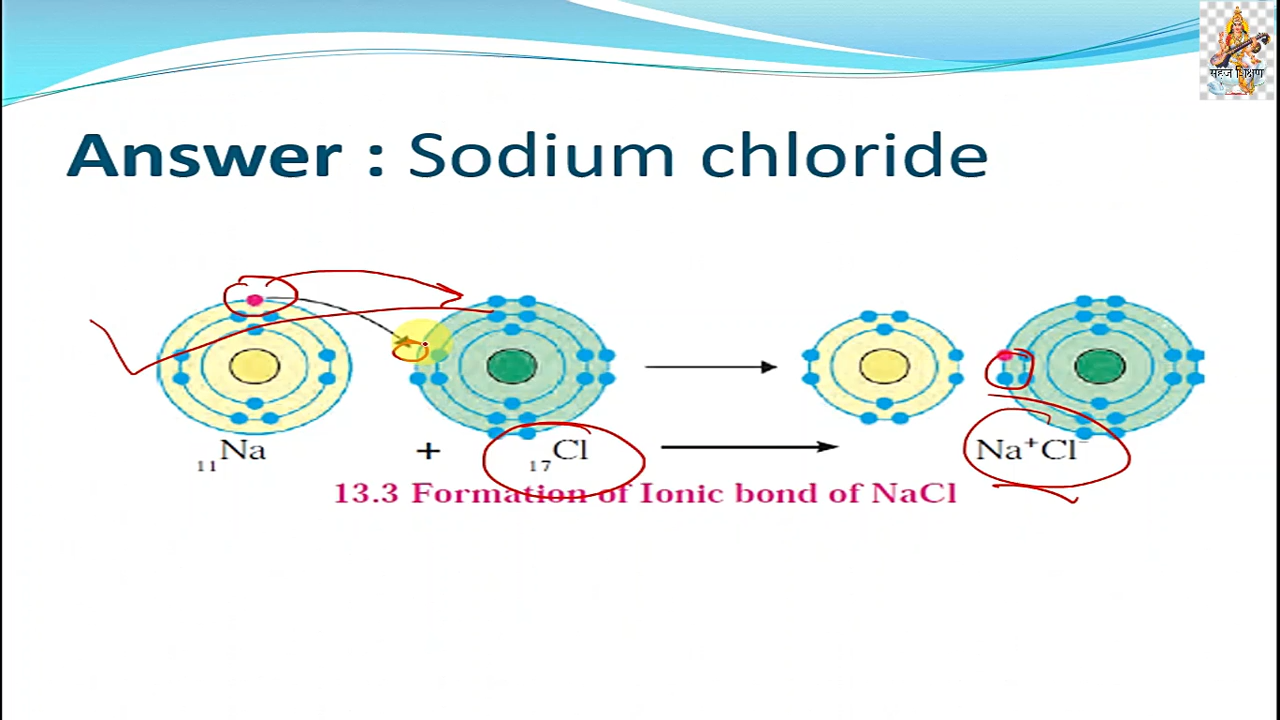 सहज शिक्षण
Answer : Sodium chloride
₁₁Na + ₁₇Cl Na⁺Cl⁻
13.3 Formation of Ionic bond of NaCl